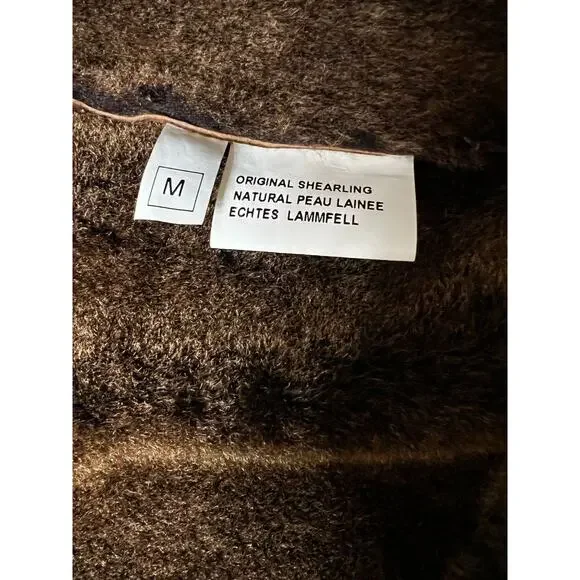 M
ORIGINAL SHEARLING
NATURAL PEAU LAINEE
ECHTES LAMMFELL